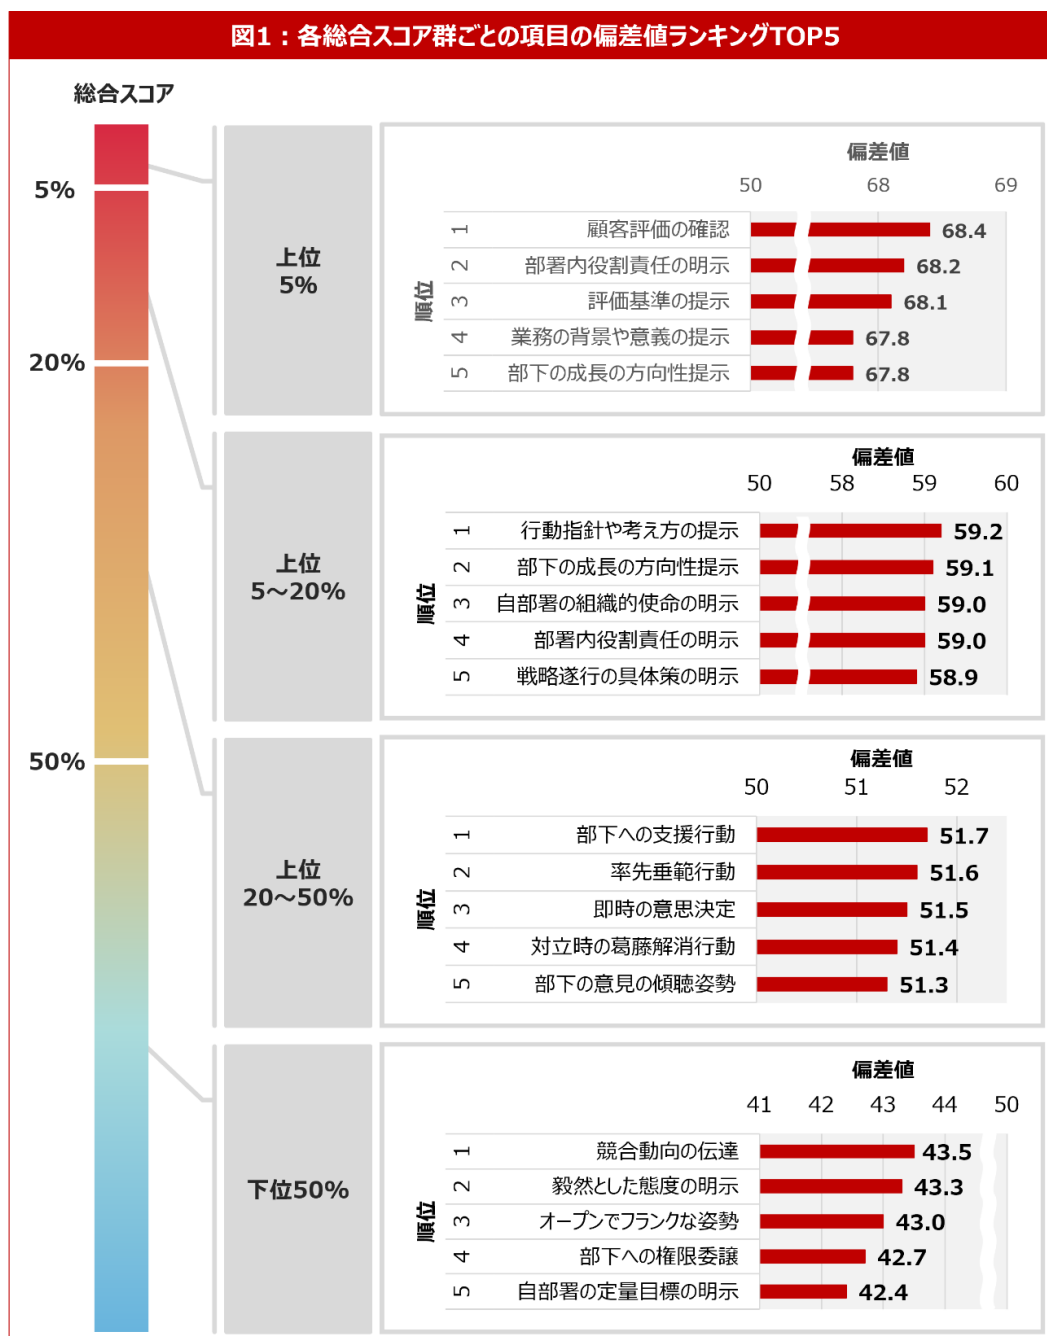 図1：各総合スコア群ごとの項目の偏差値ランキングTOP5
総合スコア
5%
20%
50%
上位
5%
偏差値
50 68 69
順位
1 顧客評価の確認 68.4
2 部署内役割責任の明示 68.2
3 評価基準の提示 68.1
4 業務の背景や意義の提示 67.8
5 部下の成長の方向性提示 67.8
上位
5～20%
偏差値
50 58 59 60
順位
1 行動指針や考え方の提示 59.2
2 部下の成長の方向性提示 59.1
3 自部署の組織的使命の明示 59.0
4 部署内役割責任の明示 59.0
5 戦略遂行の具体策の明示 58.9
上位
20～50%
偏差値
50 51 52
順位
1 部下への支援行動 51.7
2 率先垂範行動 51.6
3 即時の意思決定 51.5
4 対立時の葛藤解消行動 51.4
5 部下の意見の傾聴姿勢 51.3
下位50%
偏差値
41 42 43 44 50
順位
1 競合動向の伝達 43.5
2 毅然とした態度の明示 43.3
3 オープンでフランクな姿勢 43.0
4 部下への権限委譲 42.7
5 自部署の定量目標の明示 42.4